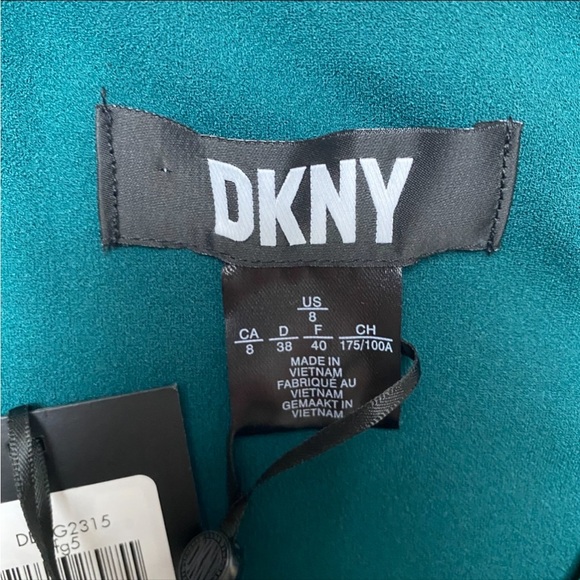 DKNY
US
8
CA D F CH
8 38 40 175/100A
MADE IN
VIETNAM
FABRIQUÉ AU
VIETNAM
GEMAAKT IN
VIETNAM